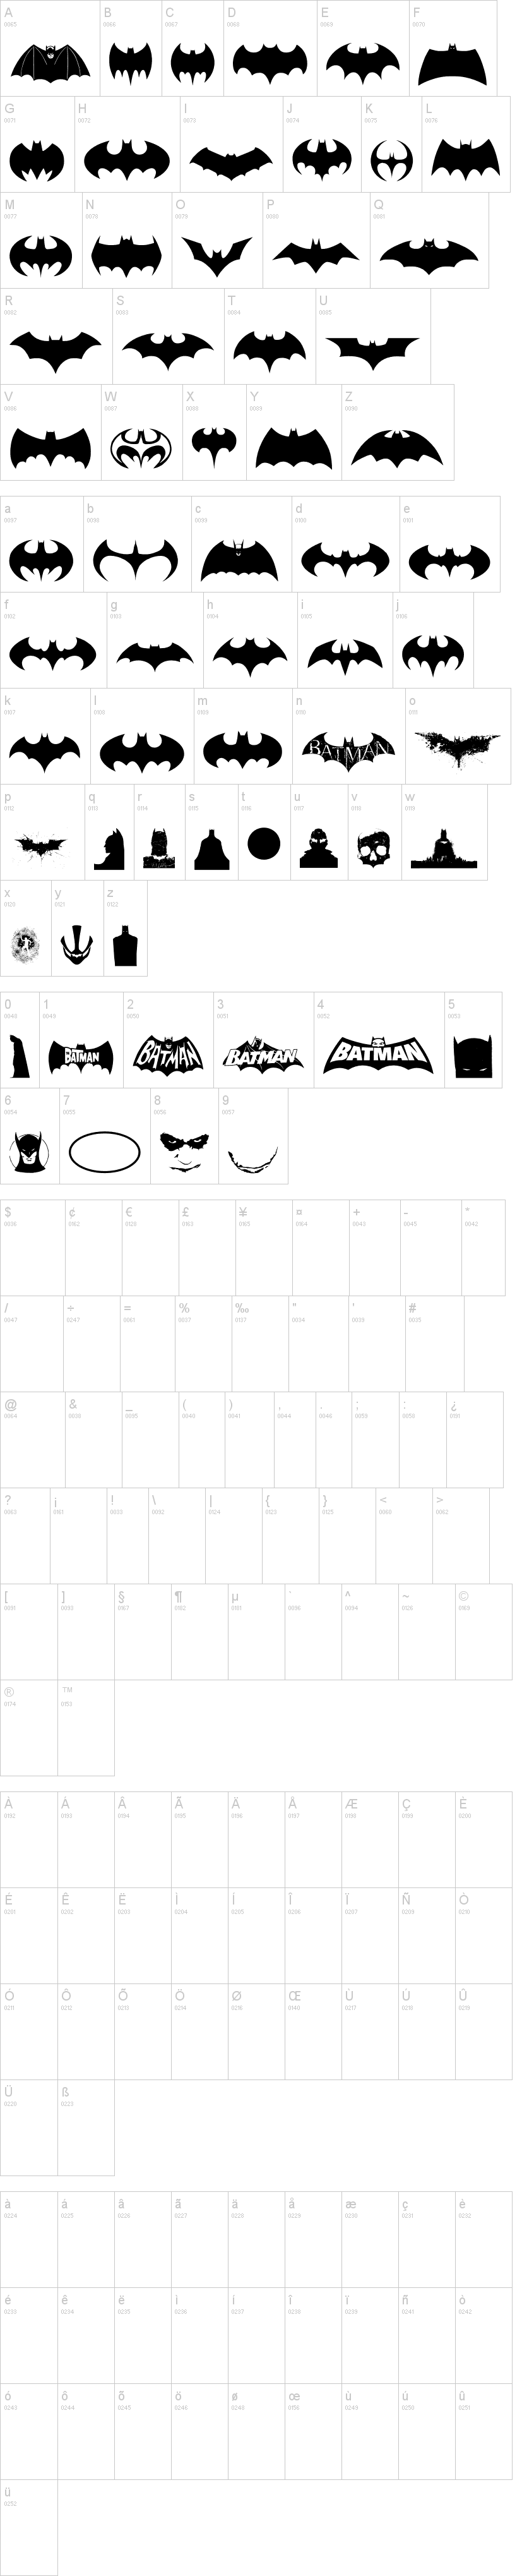 A B C D E F
0065 0066 0067 0068 0069 0070
G H I J K L
0071 0072 0073 0074 0075 0076
M N O P Q
0077 0078 0079 0080 0081
R S T U
0082 0083 0084 0085
V W X Y Z
0086 0087 0088 0089 0090
a b c d e
0097 0098 0099 0100 0101
f g h i j
0102 0103 0104 0105 0106
k l m n o
0107 0108 0109 0110 0111
BATMAN
p q r s t u v w
0112 0113 0114 0115 0116 0117 0118 0119
x y z
0120 0121 0122
0 1 2 3 4 5
0048 0049 0050 0051 0052 0053
BATMAN BATMAN BATMAN BATMAN
6 7 8 9
0054 0055 0056 0057
$ ¢ € £ ¥ ¤ + - *
0036 0162 0128 0163 0165 0164 0043 0045 0042
/ ÷ = % ‰ " ' #
0047 0247 0061 0037 0137 0034 0039 0035
@ & _ ( ) , . ; : ¿
0064 0038 0095 0040 0041 0044 0046 0059 0058 0191
? ¡ ! \ | { } < >
0063 0161 0033 0092 0124 0123 0125 0060 0062
[ ] § ¶ µ ` ^ ~ ©
0091 0093 0167 0182 0181 0096 0094 0126 0169
® ™
0174 0153
À Á Â Ã Ä Å Æ Ç È
0192 0193 0194 0195 0196 0197 0198 0199 0200
É Ê Ë Ì Í Î Ï Ñ Ò
0201 0202 0203 0204 0205 0206 0207 0209 0210
Ó Ô Õ Ö Ø Œ Ù Ú Û
0211 0212 0213 0214 0216 0140 0217 0218 0219
Ü ß
0220 0223
à á â ã ä å æ ç è
0224 0225 0226 0227 0228 0229 0230 0231 0232
é ê ë ì í î ï ñ ò
0233 0234 0235 0236 0237 0238 0239 0241 0242
ó ô õ ö ø œ ù ú û
0243 0244 0245 0246 0248 0156 0249 0250 0251
ü
0252